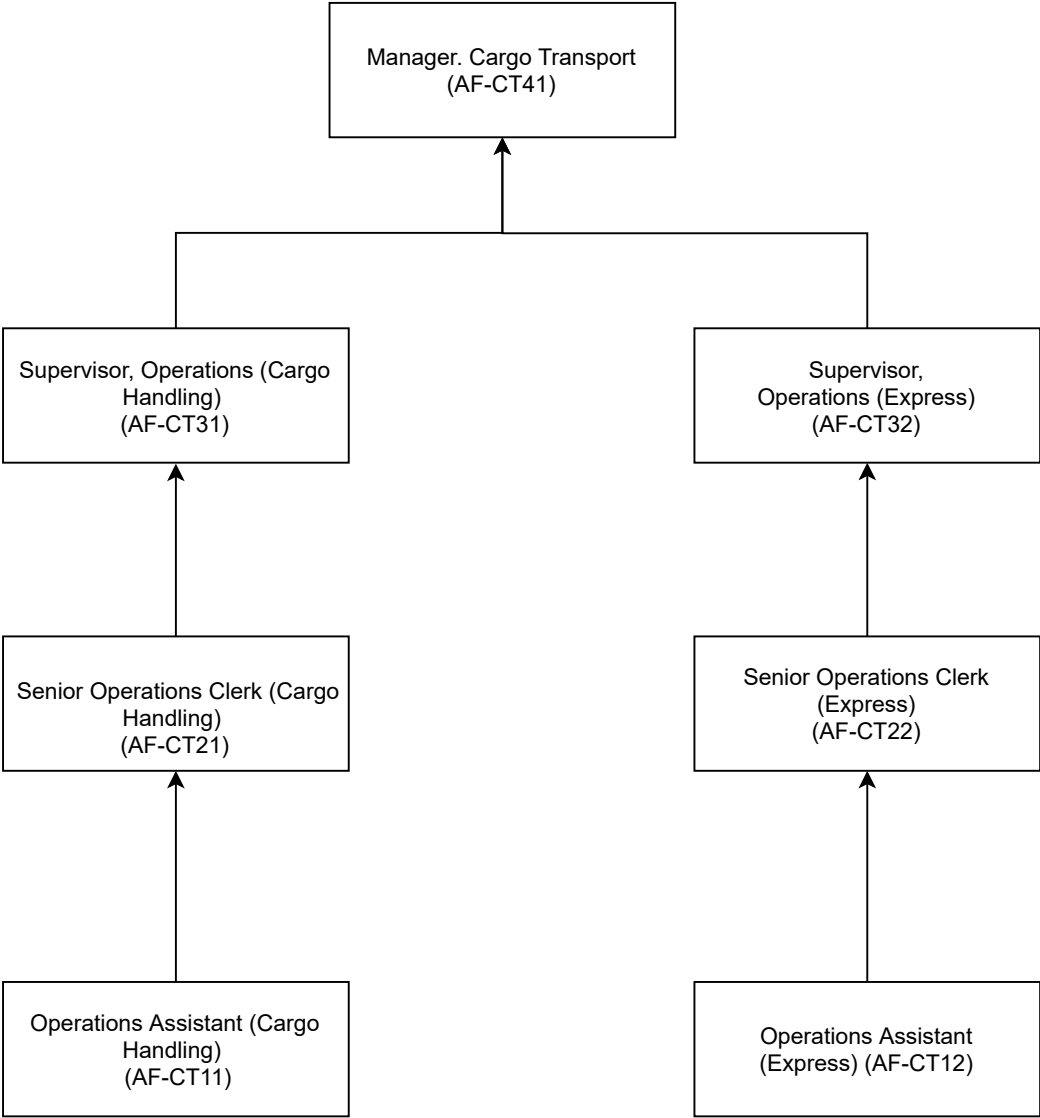 Manager. Cargo Transport
(AF-CT41)
Supervisor, Operations (Cargo
Handling)
(AF-CT31)
Supervisor,
Operations (Express)
(AF-CT32)
Senior Operations Clerk (Cargo
Handling)
(AF-CT21)
Senior Operations Clerk
(Express)
(AF-CT22)
Operations Assistant (Cargo
Handling)
(AF-CT11)
Operations Assistant
(Express) (AF-CT12)